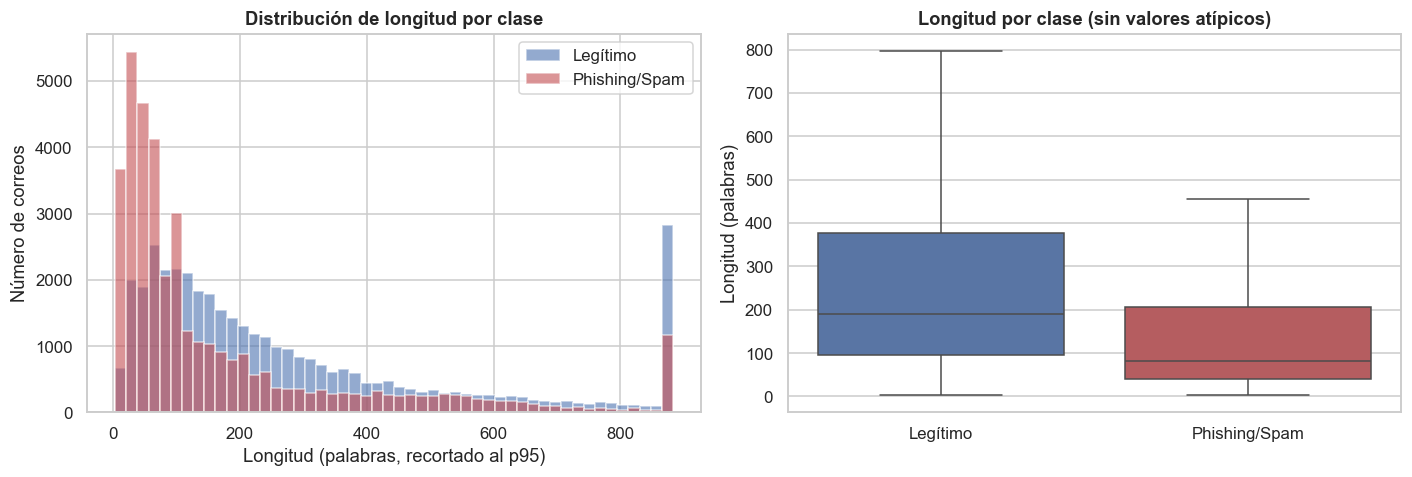 Distribución de longitud por clase
Legítimo
Phishing/Spam
Número de correos
5000
4000
3000
2000
1000
0
0 200 400 600 800
Longitud (palabras, recortado al p95)
Longitud por clase (sin valores atípicos)
Longitud (palabras)
800
700
600
500
400
300
200
100
0
Legítimo Phishing/Spam